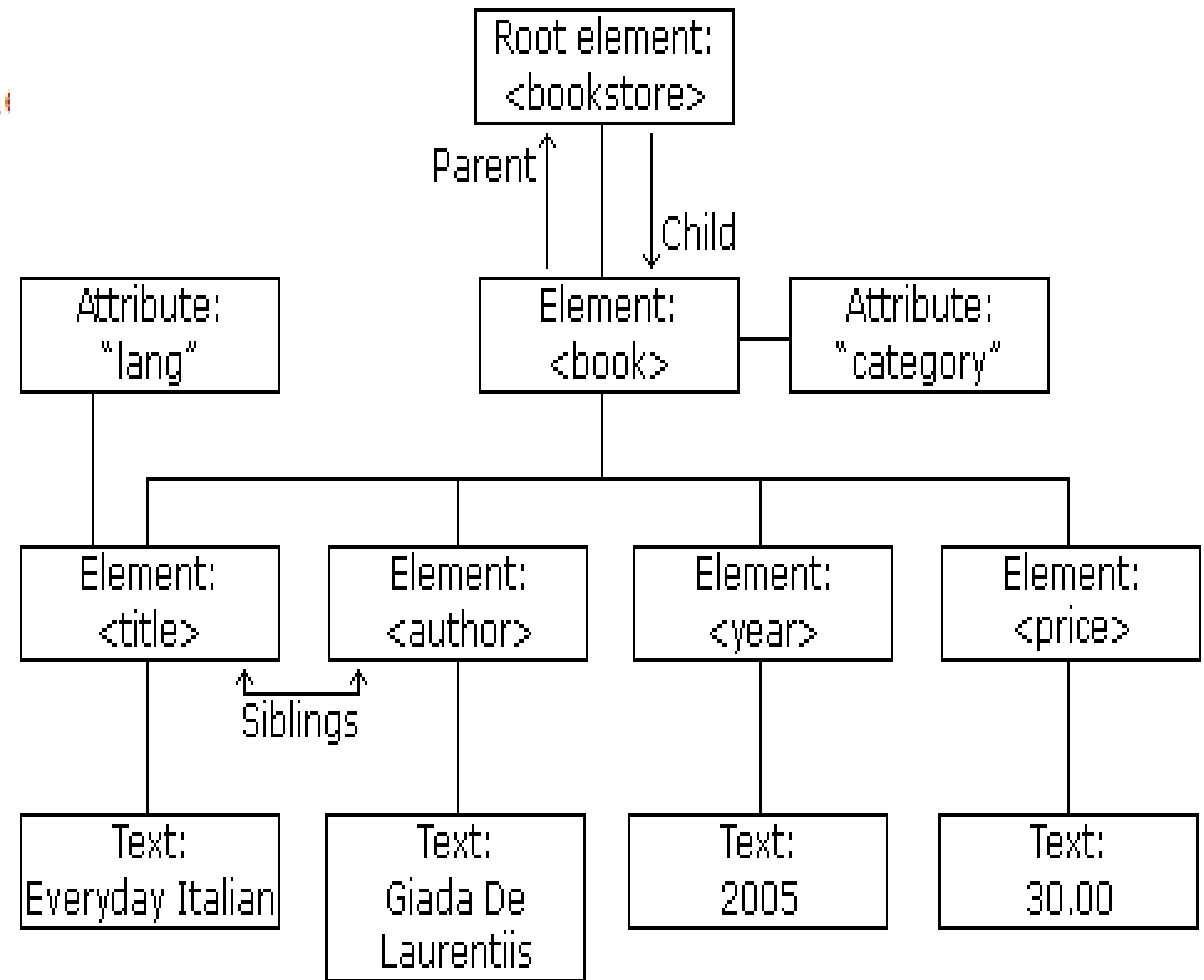 Root element:
<bookstore>
Parent
Child
Attribute:
"lang"
Element:
<book>
Attribute:
"category"
Element:
<title>
Element:
<author>
Element:
<year>
Element:
<price>
Siblings
Text:
Everyday Italian
Text:
Giada De
Laurentiis
Text:
2005
Text:
30.00